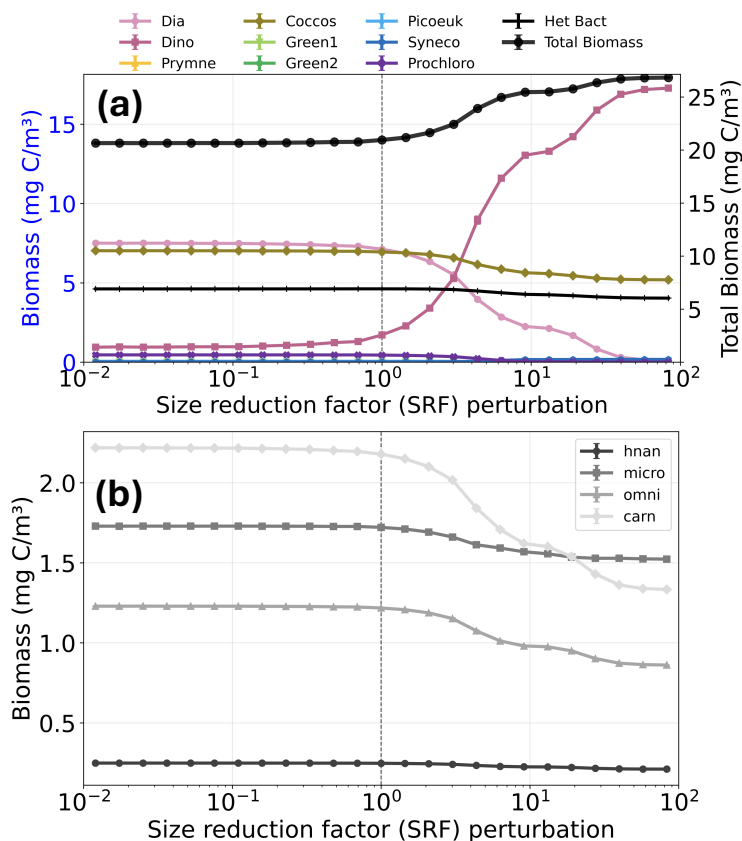 Dia Coccos Picoeuk Het Bact
Dino Green1 Syneco Total Biomass
Prymne Green2 Prochloro
(a)
Biomass (mg C/m³)
15
10
5
0
25
20
15
10
5
Total Biomass (mg C/m³)
10⁻² 10⁻¹ 10⁰ 10¹ 10²
Size reduction factor (SRF) perturbation
(b)
hnan
micro
omni
carn
Biomass (mg C/m³)
2.0
1.5
1.0
0.5
10⁻² 10⁻¹ 10⁰ 10¹ 10²
Size reduction factor (SRF) perturbation